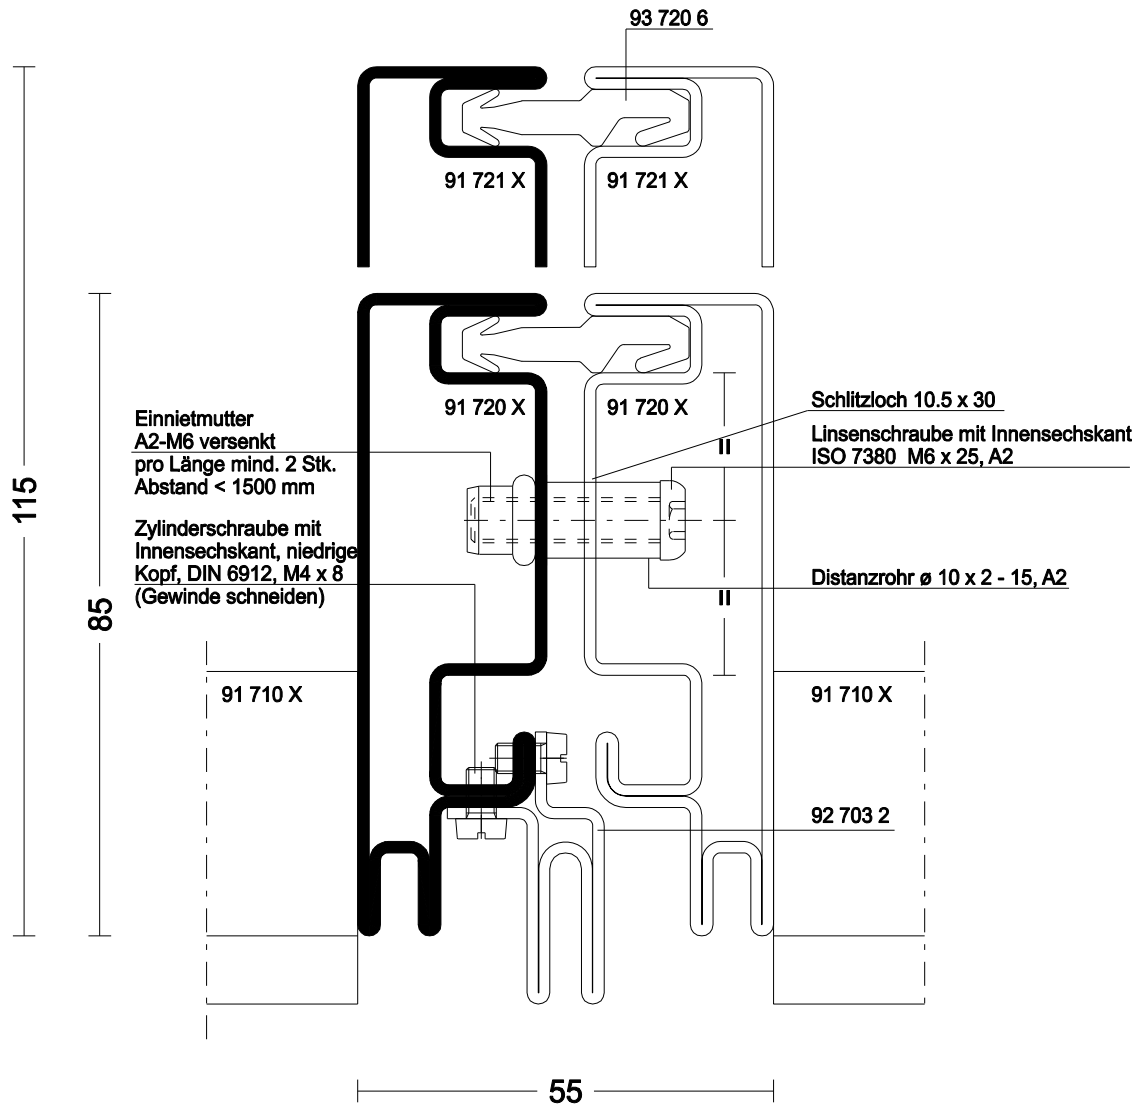 93 720 6
91 721 X
91 721 X
91 720 X
91 720 X
Einnietmutter
A2-M6 versenkt
pro Länge mind. 2 Stk.
Abstand < 1500 mm
Zylinderschraube mit
Innensechskant, niedrige
Kopf, DIN 6912, M4 x 8
(Gewinde schneiden)
Schlitzloch 10.5 x 30
Linsenschraube mit Innensechskant
ISO 7380 M6 x 25, A2
=
=
Distanzrohr ø 10 x 2 - 15, A2
115
85
91 710 X
91 710 X
92 703 2
55